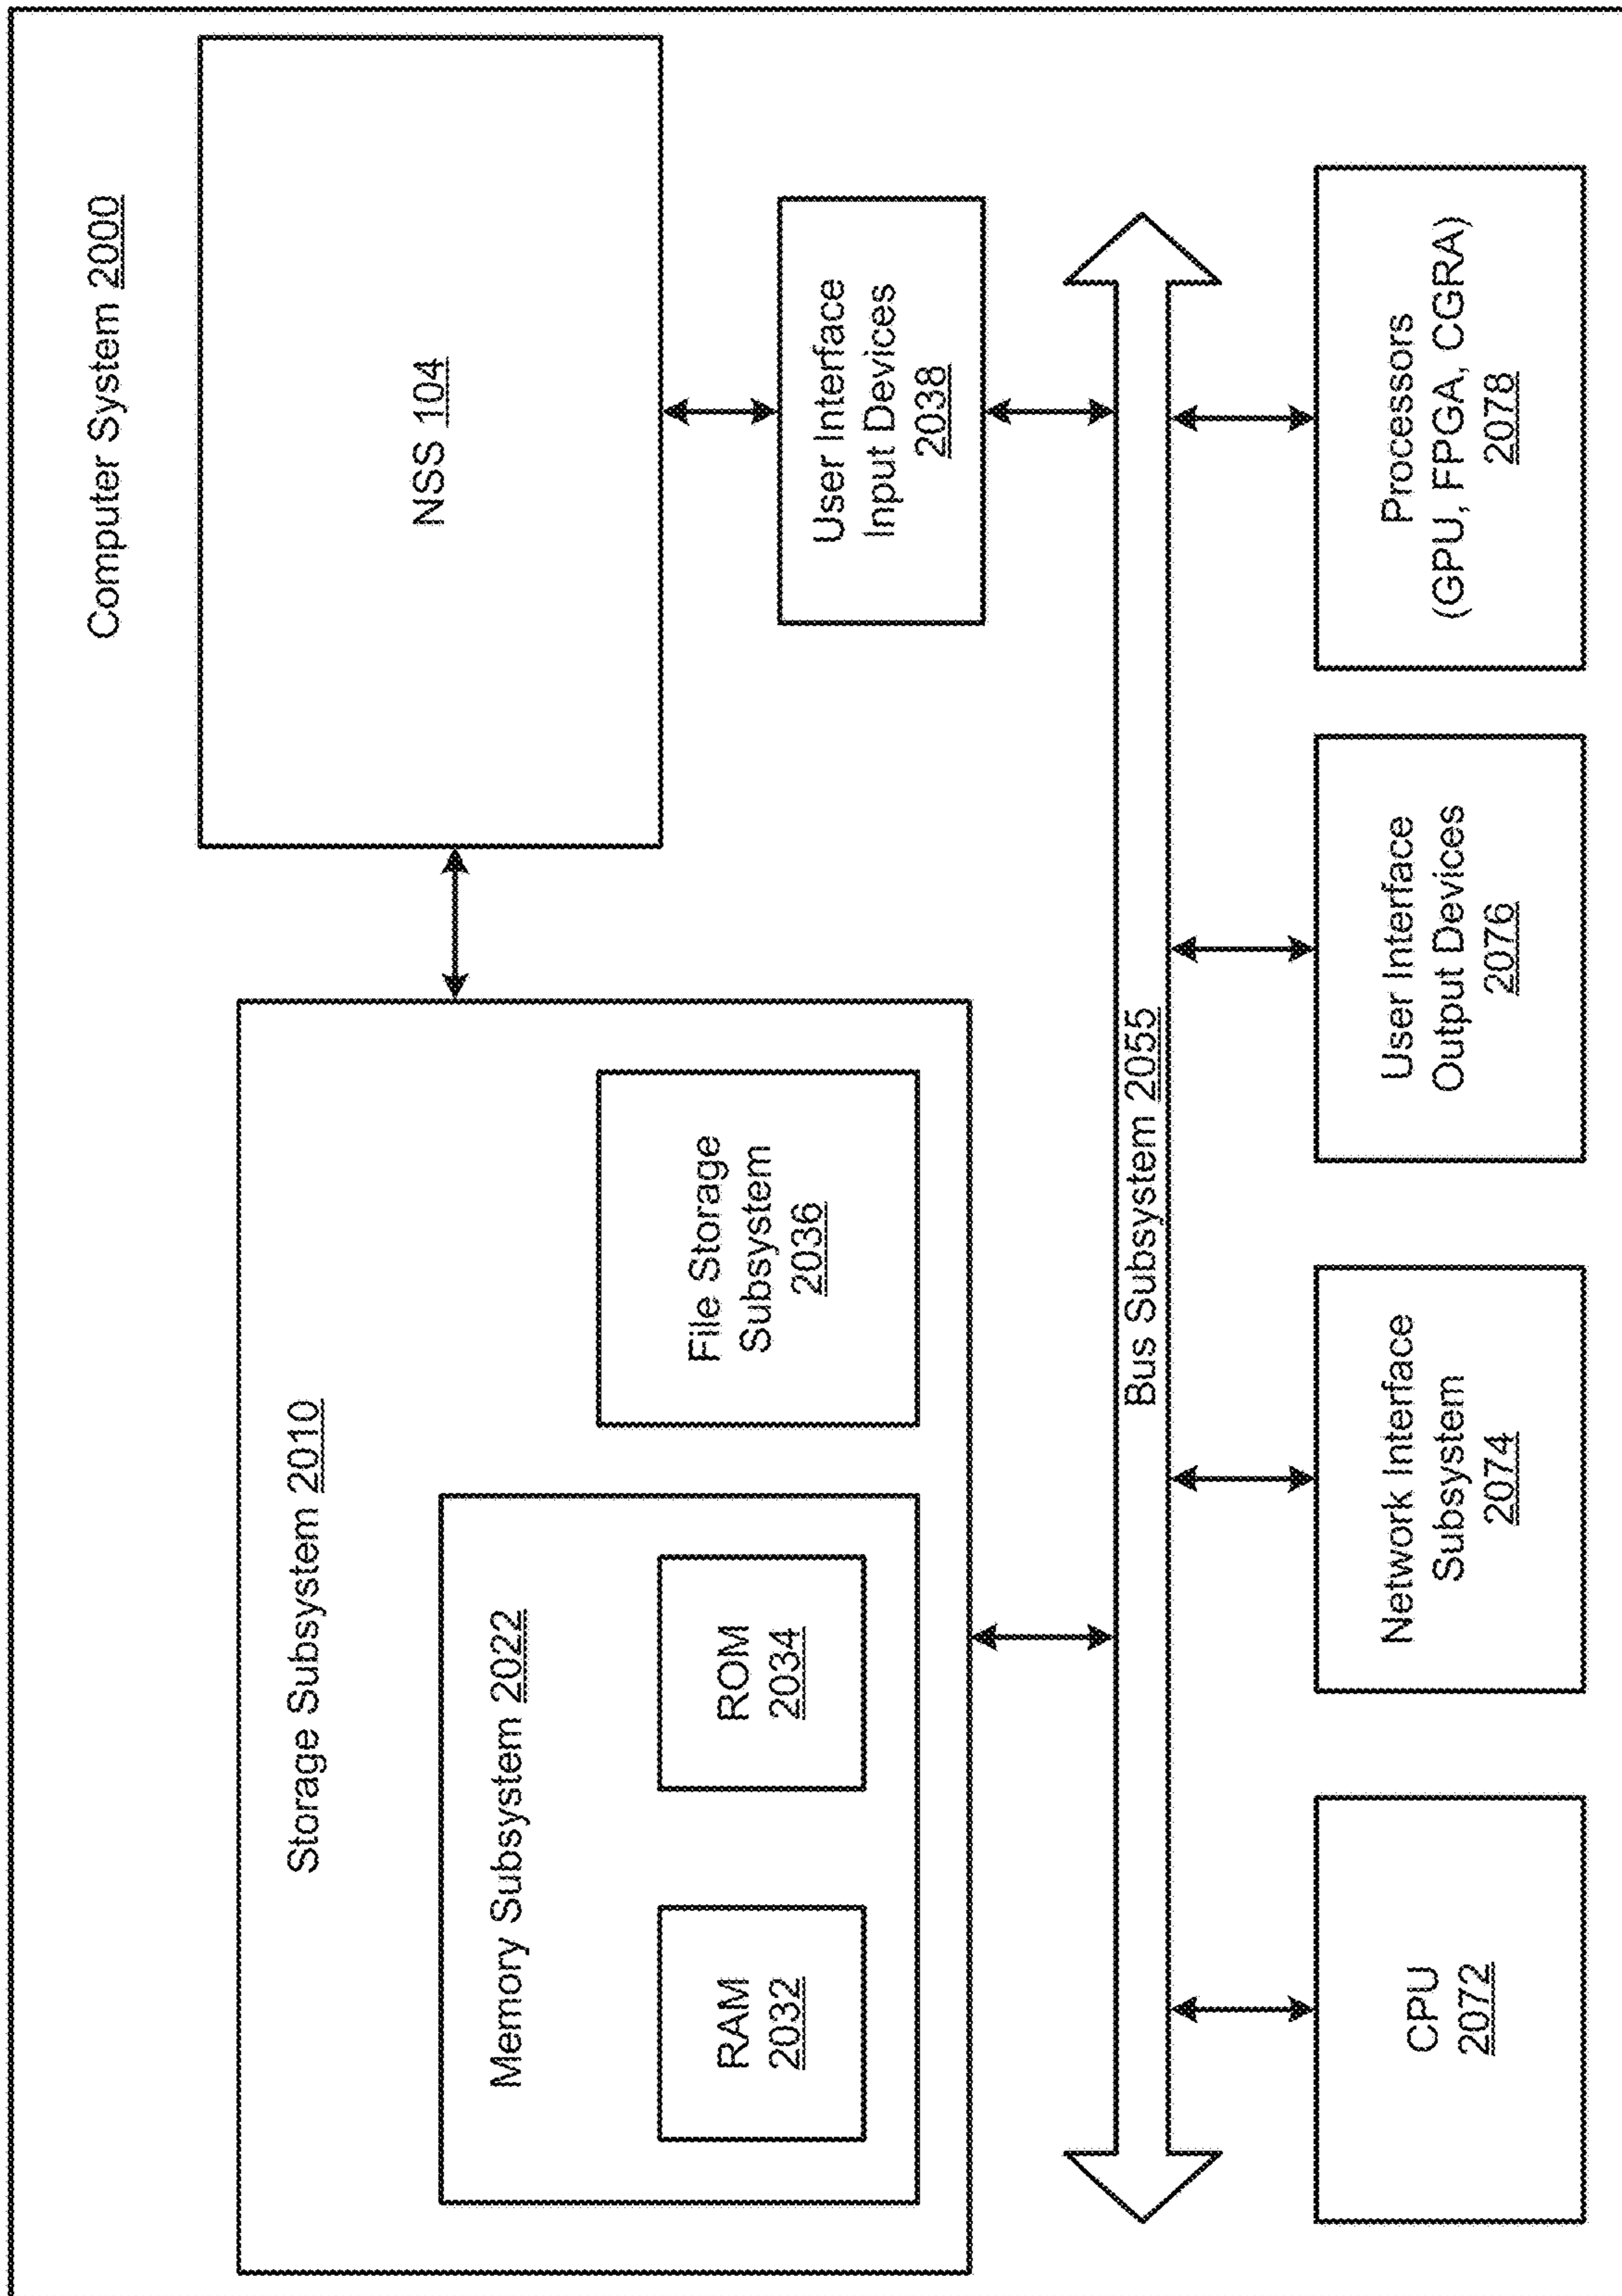 Computer System 2000
Storage Subsystem 2010
Memory Subsystem 2022
RAM
2032
ROM
2034
File Storage
Subsystem
2036
NSS 104
User Interface
Input Devices
2038
Bus Subsystem 2055
CPU
2072
Network Interface
Subsystem
2074
User Interface
Output Devices
2076
Processors
(GPU, FPGA, CGRA)
2078